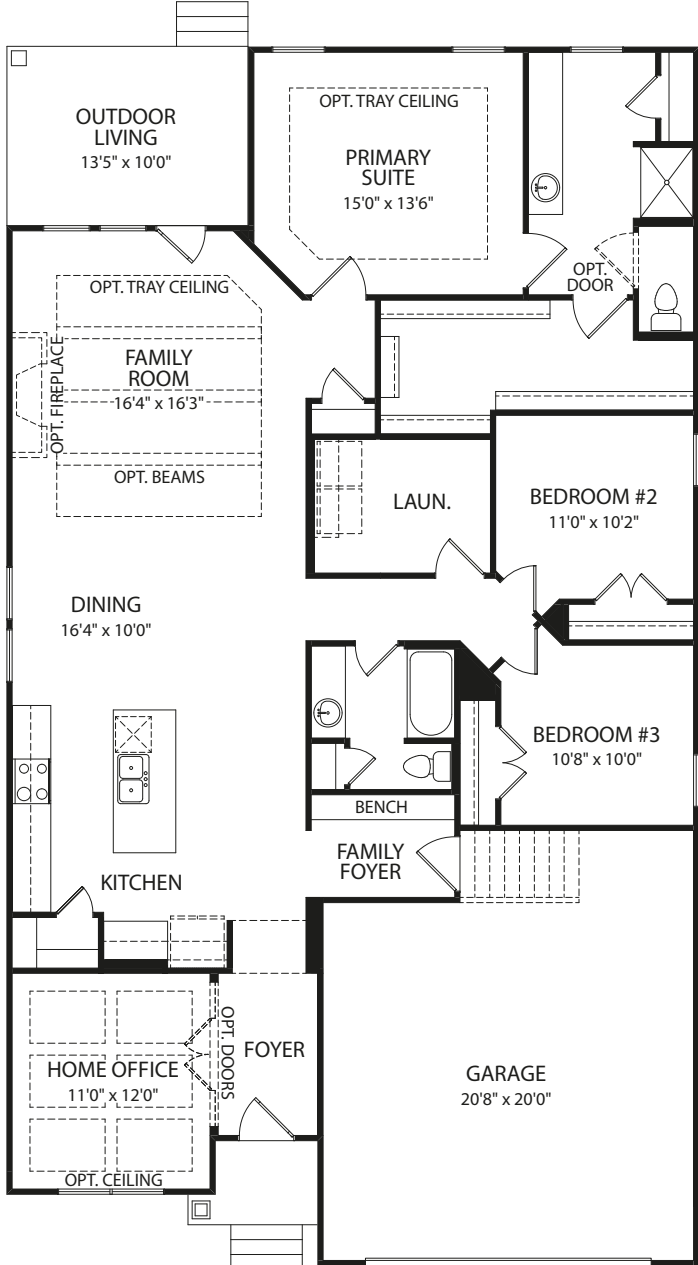 OUTDOOR
LIVING
13'5" x 10'0"
OPT. TRAY CEILING
PRIMARY
SUITE
15'0" x 13'6"
OPT.
DOOR
OPT. TRAY CEILING
OPT. FIREPLACE
FAMILY
ROOM
16'4" x 16'3"
OPT. BEAMS
LAUN.
BEDROOM #2
11'0" x 10'2"
DINING
16'4" x 10'0"
BEDROOM #3
10'8" x 10'0"
BENCH
FAMILY
FOYER
KITCHEN
OPT. DOORS
FOYER
HOME OFFICE
11'0" x 12'0"
OPT. CEILING
GARAGE
20'8" x 20'0"